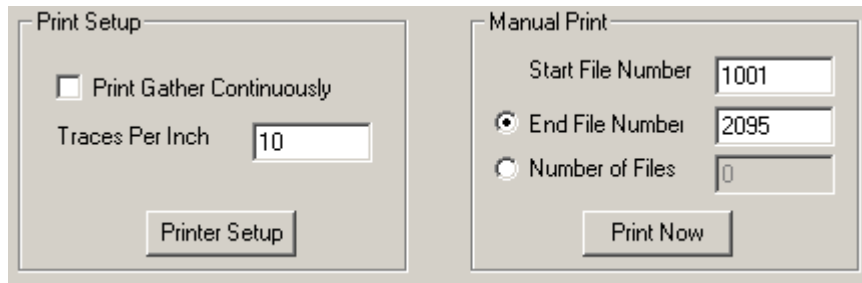 Print Setup
Print Gather Continuously
Traces Per Inch 10
Printer Setup
Manual Print
Start File Number 1001
End File Number 2095
Number of Files 0
Print Now